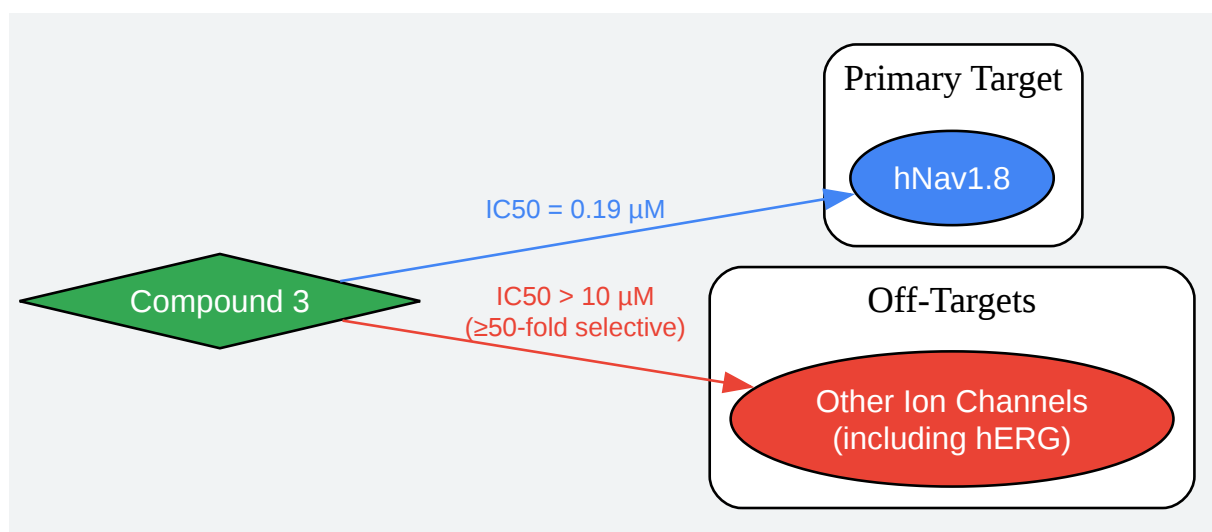 Primary Target
hNav1.8
IC50 = 0.19 µM
Compound 3
IC50 > 10 µM
(≥50-fold selective)
Off-Targets
Other Ion Channels
(including hERG)